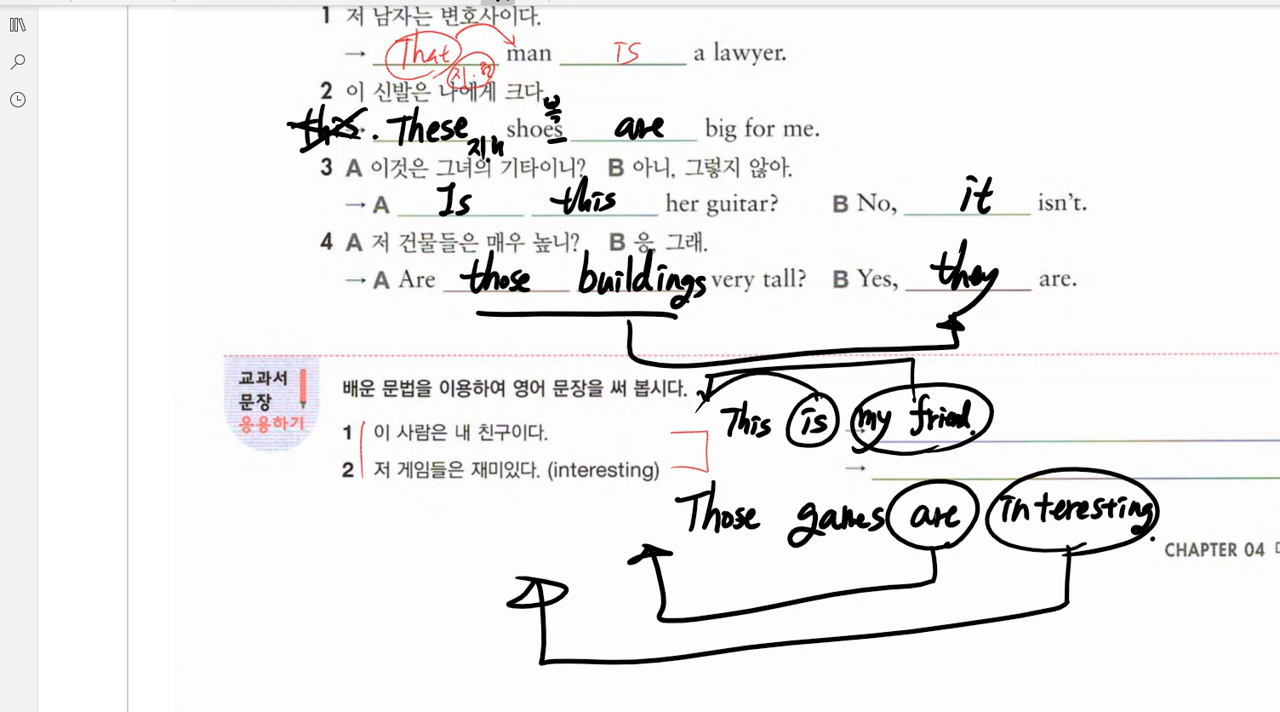 1 저 남자는 변호사이다.
→ That man is a lawyer.
지.형
2 이 신발은 나에게 크다.
복
this. These shoes are big for me.
3 A 이것은 그녀의 기타이니? B 아니, 그렇지 않아.
→ A Is this her guitar? B No, it isn't.
4 A 저 건물들은 매우 높니? B 응, 그래.
→ A Are those buildings very tall? B Yes, they are.
교과서
문장
응용하기
배운 문법을 이용하여 영어 문장을 써 봅시다.
1 이 사람은 내 친구이다. → This is my friend.
2 저 게임들은 재미있다. (interesting) →
Those games are interesting.
CHAPTER 04